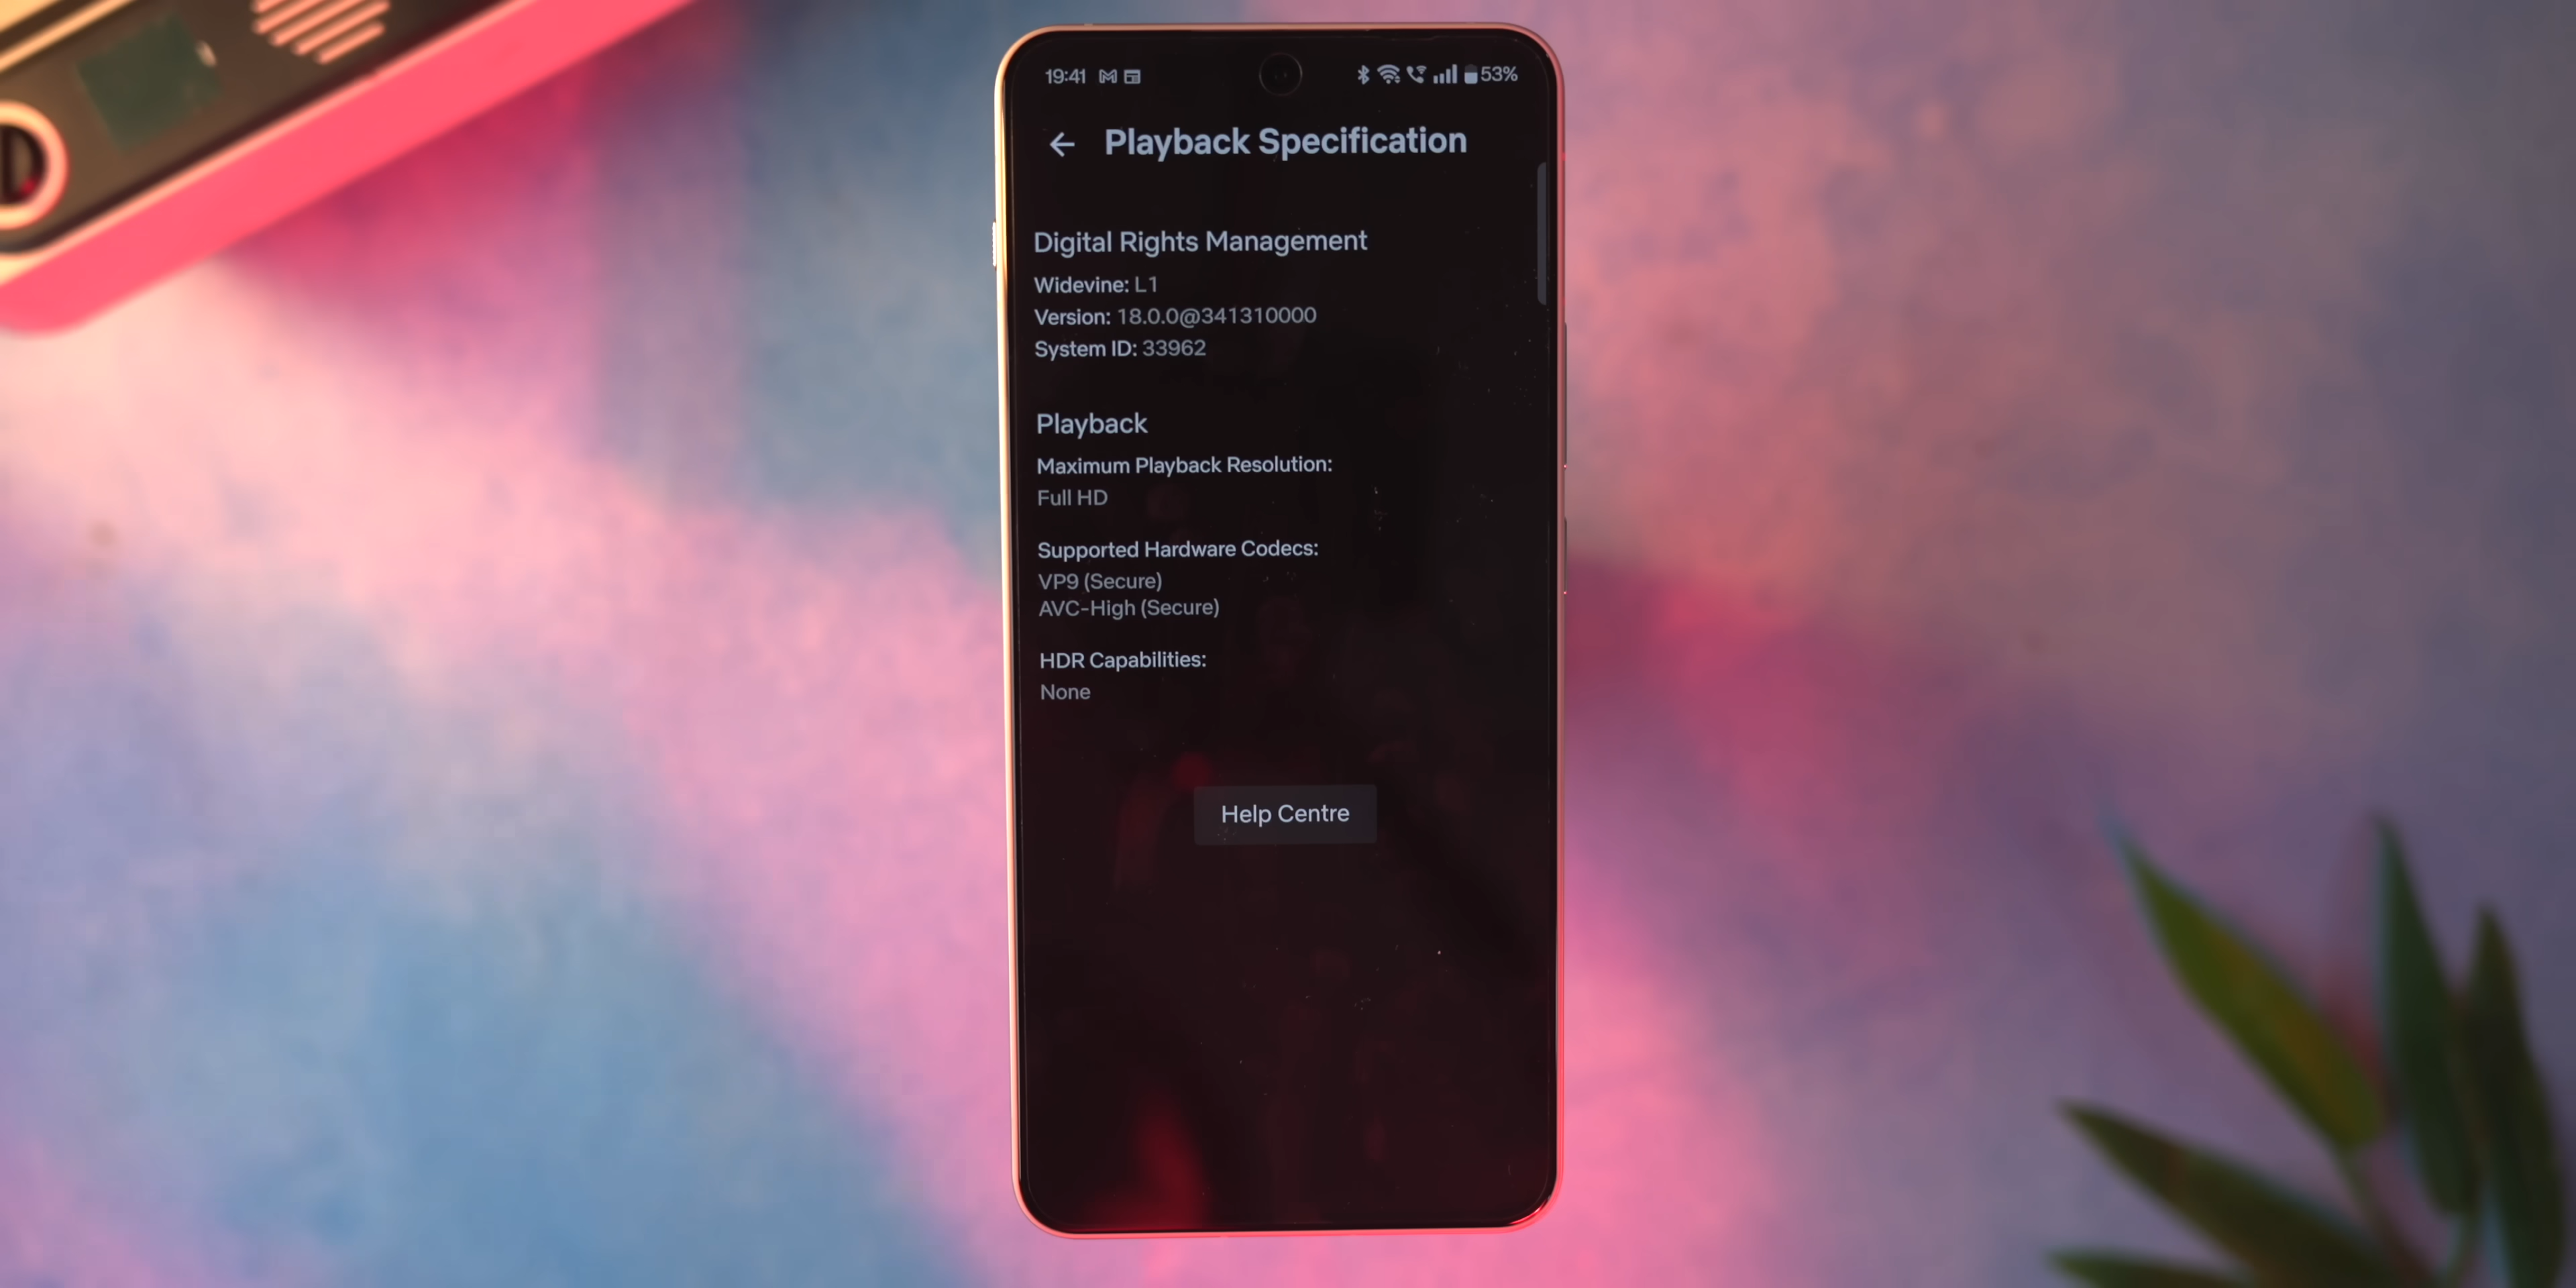 19:41
53%
Playback Specification
Digital Rights Management
Widevine: L1
Version: 18.0.0@341310000
System ID: 33962
Playback
Maximum Playback Resolution:
Full HD
Supported Hardware Codecs:
VP9 (Secure)
AVC-High (Secure)
HDR Capabilities:
None
Help Centre